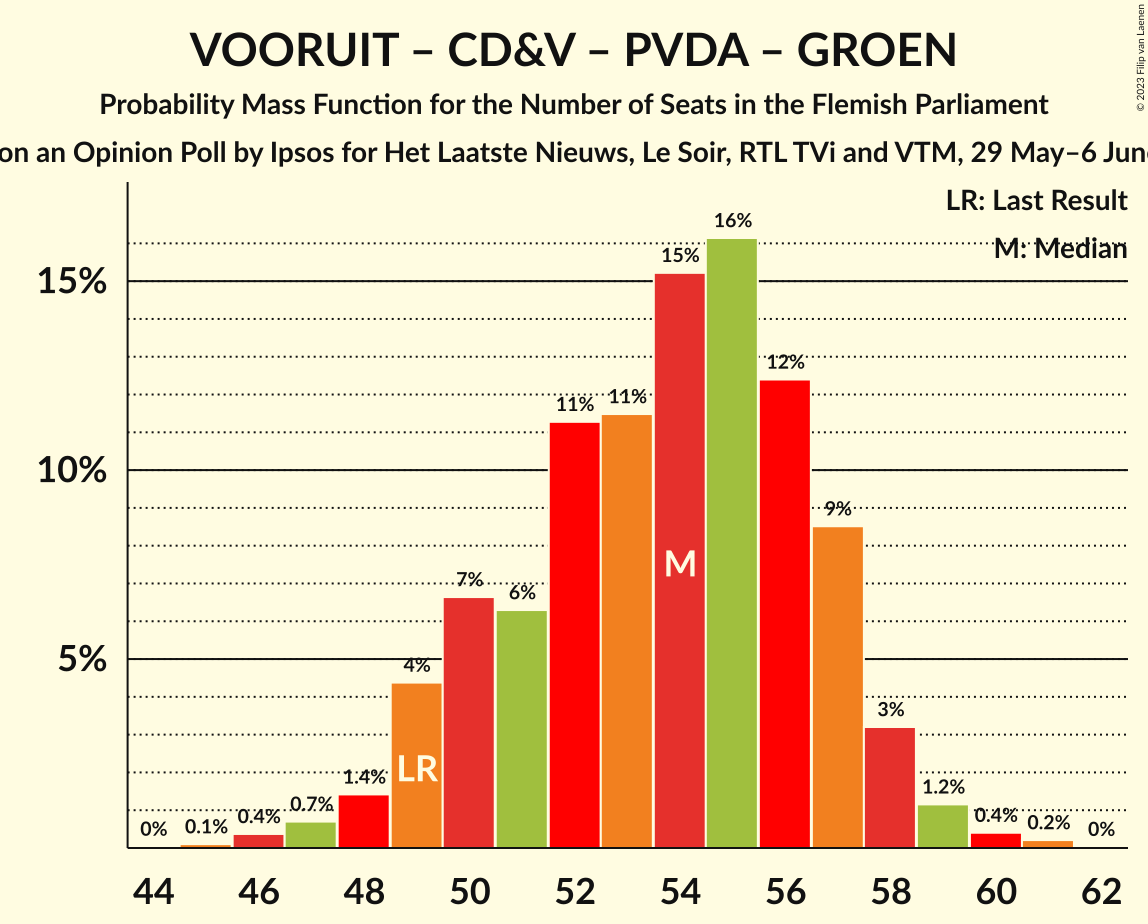 VOORUIT – CD&V – PVDA – GROEN
Probability Mass Function for the Number of Seats in the Flemish Parliament
on an Opinion Poll by Ipsos for Het Laatste Nieuws, Le Soir, RTL TVi and VTM, 29 May–6 June
© 2023 Filip van Laenen
LR: Last Result
M: Median
15%
10%
5%
0%
0.1%
0.4%
0.7%
1.4%
4%
7%
6%
11%
11%
15%
16%
12%
9%
3%
1.2%
0.4%
0.2%
0%
LR
M
44 46 48 50 52 54 56 58 60 62